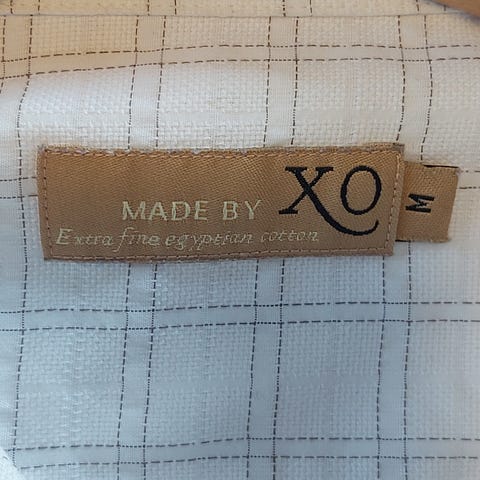 MADE BY XO
Extra fine egyptian cotton
M